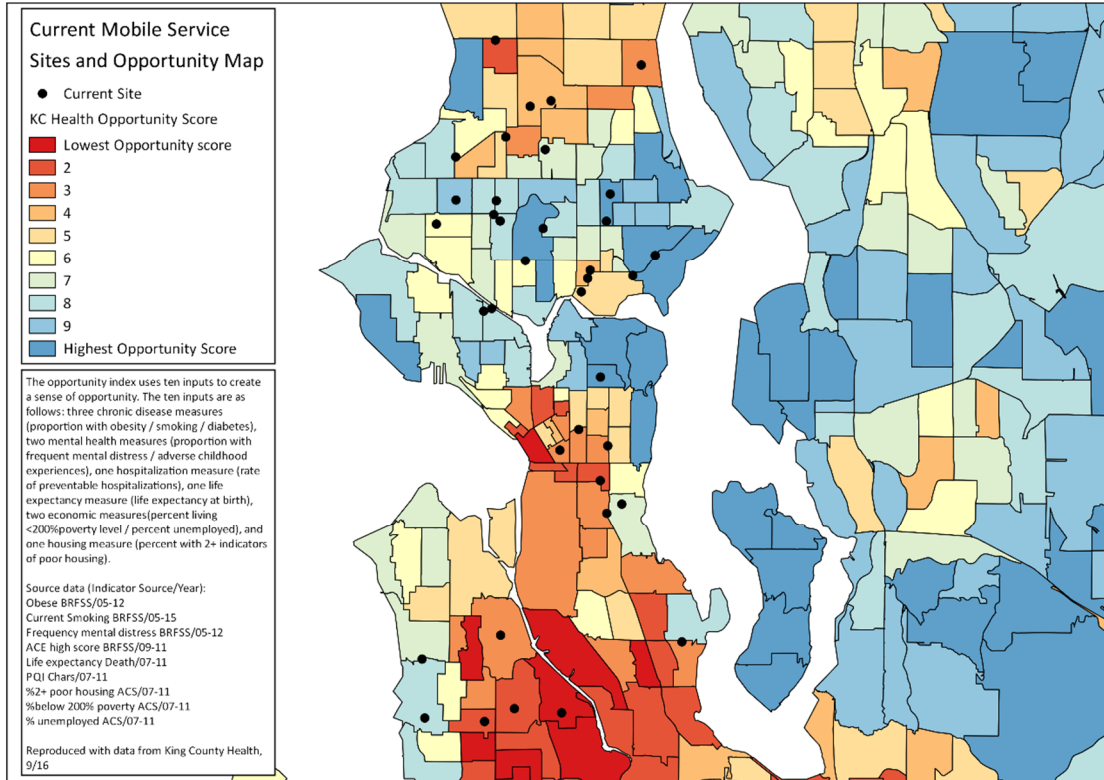 Current Mobile Service
Sites and Opportunity Map
Current Site
KC Health Opportunity Score
Lowest Opportunity score
2
3
4
5
6
7
8
9
Highest Opportunity Score
The opportunity index uses ten inputs to create
a sense of opportunity. The ten inputs are as
follows: three chronic disease measures
(proportion with obesity / smoking / diabetes),
two mental health measures (proportion with
frequent mental distress / adverse childhood
experiences), one hospitalization measure (rate
of preventable hospitalizations), one life
expectancy measure (life expectancy at birth),
two economic measures(percent living
<200%poverty level / percent unemployed), and
one housing measure (percent with 2+ indicators
of poor housing).
Source data (Indicator Source/Year):
Obese BRFSS/05-12
Current Smoking BRFSS/05-15
Frequency mental distress BRFSS/05-12
ACE high score BRFSS/09-11
Life expectancy Death/07-11
PQI Chars/07-11
%2+ poor housing ACS/07-11
%below 200% poverty ACS/07-11
% unemployed ACS/07-11
Reproduced with data from King County Health,
9/16